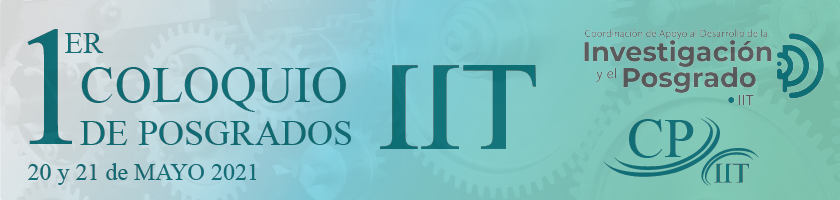 1ER
COLOQUIO
DE POSGRADOS
IIT
20 y 21 de MAYO 2021
Coordinación de Apoyo al Desarrollo de la
Investigación
y el Posgrado
• IIT
CP
IIT